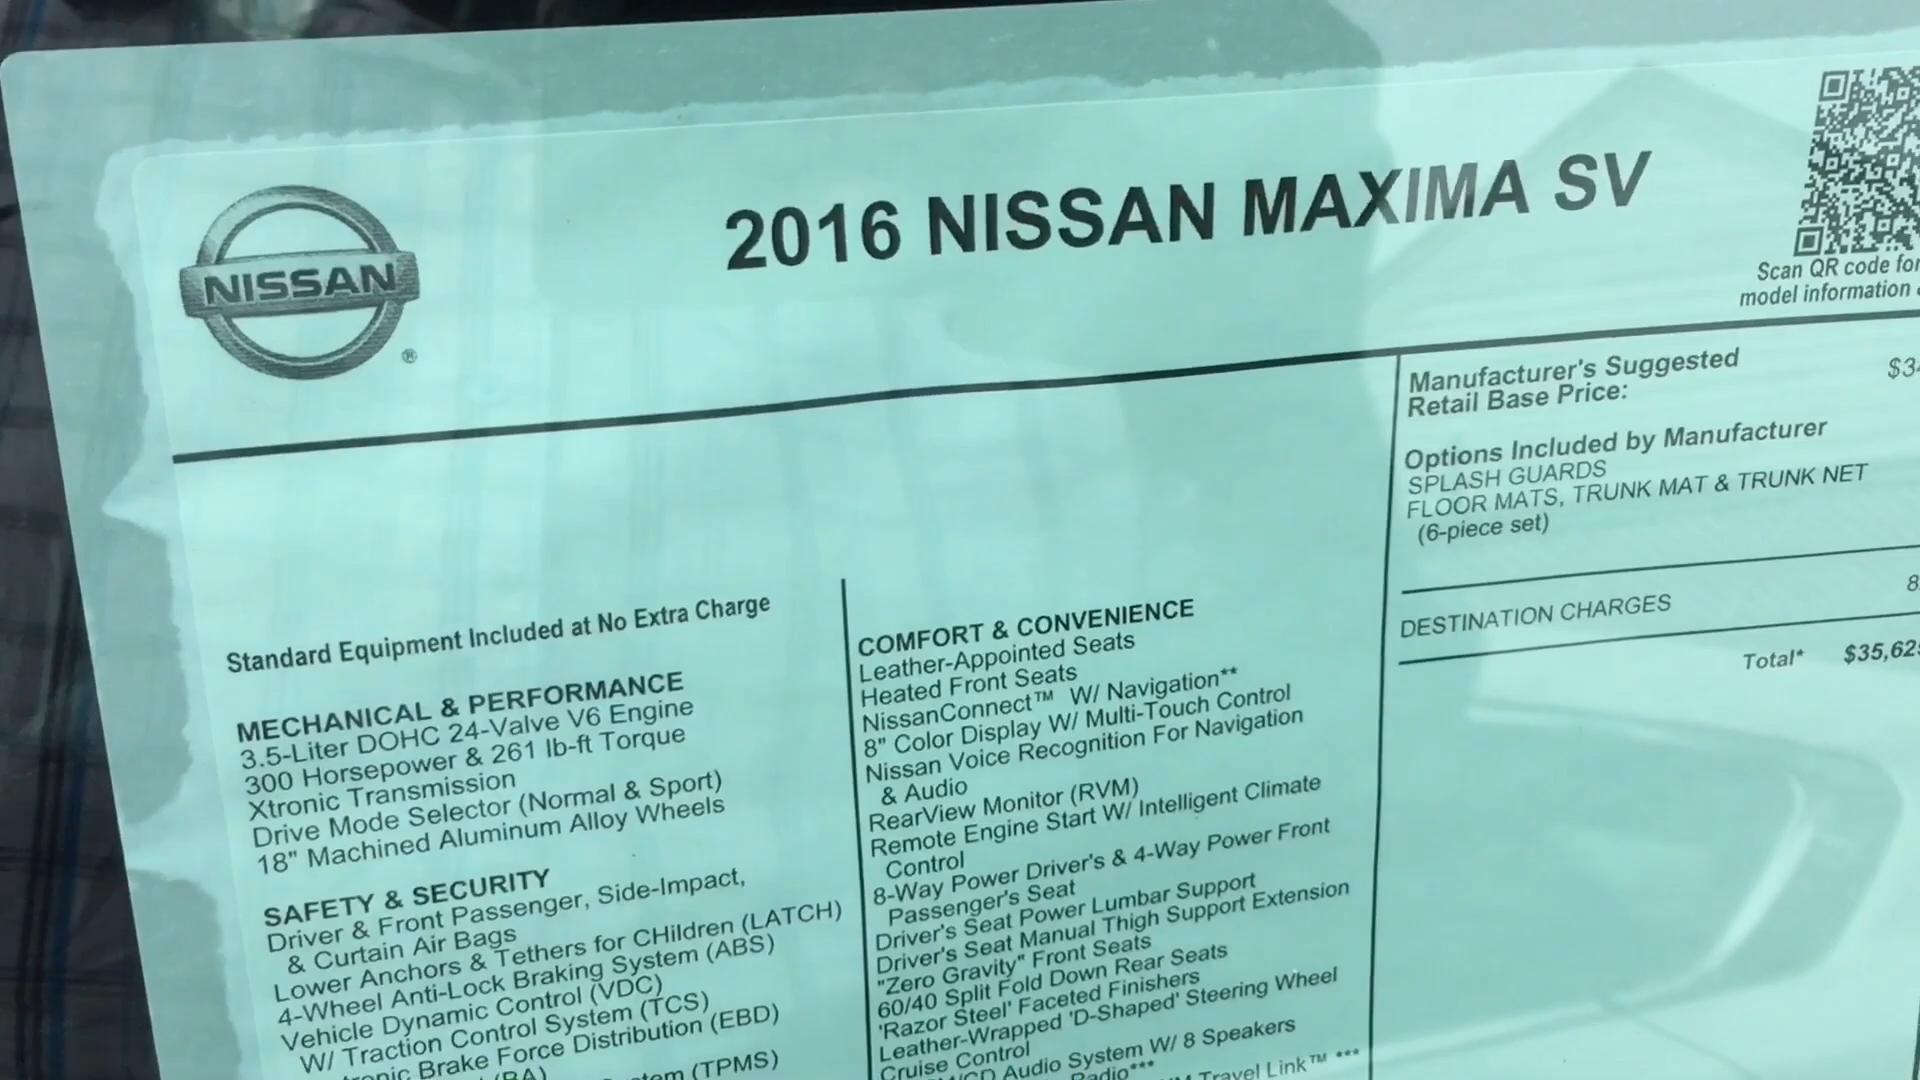 2016 NISSAN MAXIMA SV
NISSAN
®
Scan QR code for
model information
Manufacturer's Suggested
Retail Base Price:
Options Included by Manufacturer
SPLASH GUARDS
FLOOR MATS, TRUNK MAT & TRUNK NET
(6-piece set)
DESTINATION CHARGES
Total*
Standard Equipment Included at No Extra Charge
MECHANICAL & PERFORMANCE
3.5-Liter DOHC 24-Valve V6 Engine
300 Horsepower & 261 lb-ft Torque
Xtronic Transmission
Drive Mode Selector (Normal & Sport)
18" Machined Aluminum Alloy Wheels
SAFETY & SECURITY
Driver & Front Passenger, Side-Impact,
& Curtain Air Bags
Lower Anchors & Tethers for CHildren (LATCH)
4-Wheel Anti-Lock Braking System (ABS)
Vehicle Dynamic Control (VDC)
W/ Traction Control System (TCS)
Brake Force Distribution (EBD)
(TPMS)
COMFORT & CONVENIENCE
Leather-Appointed Seats
Heated Front Seats
NissanConnect™ W/ Navigation**
8" Color Display W/ Multi-Touch Control
Nissan Voice Recognition For Navigation
& Audio
RearView Monitor (RVM)
Remote Engine Start W/ Intelligent Climate
Control
8-Way Power Driver's & 4-Way Power Front
Passenger's Seat
Driver's Seat Power Lumbar Support
Driver's Seat Manual Thigh Support Extension
"Zero Gravity" Front Seats
60/40 Split Fold Down Rear Seats
'Razor Steel' Faceted Finishers
Leather-Wrapped 'D-Shaped' Steering Wheel
Cruise Control
Audio System W/ 8 Speakers
Radio***
Travel Link™ ***